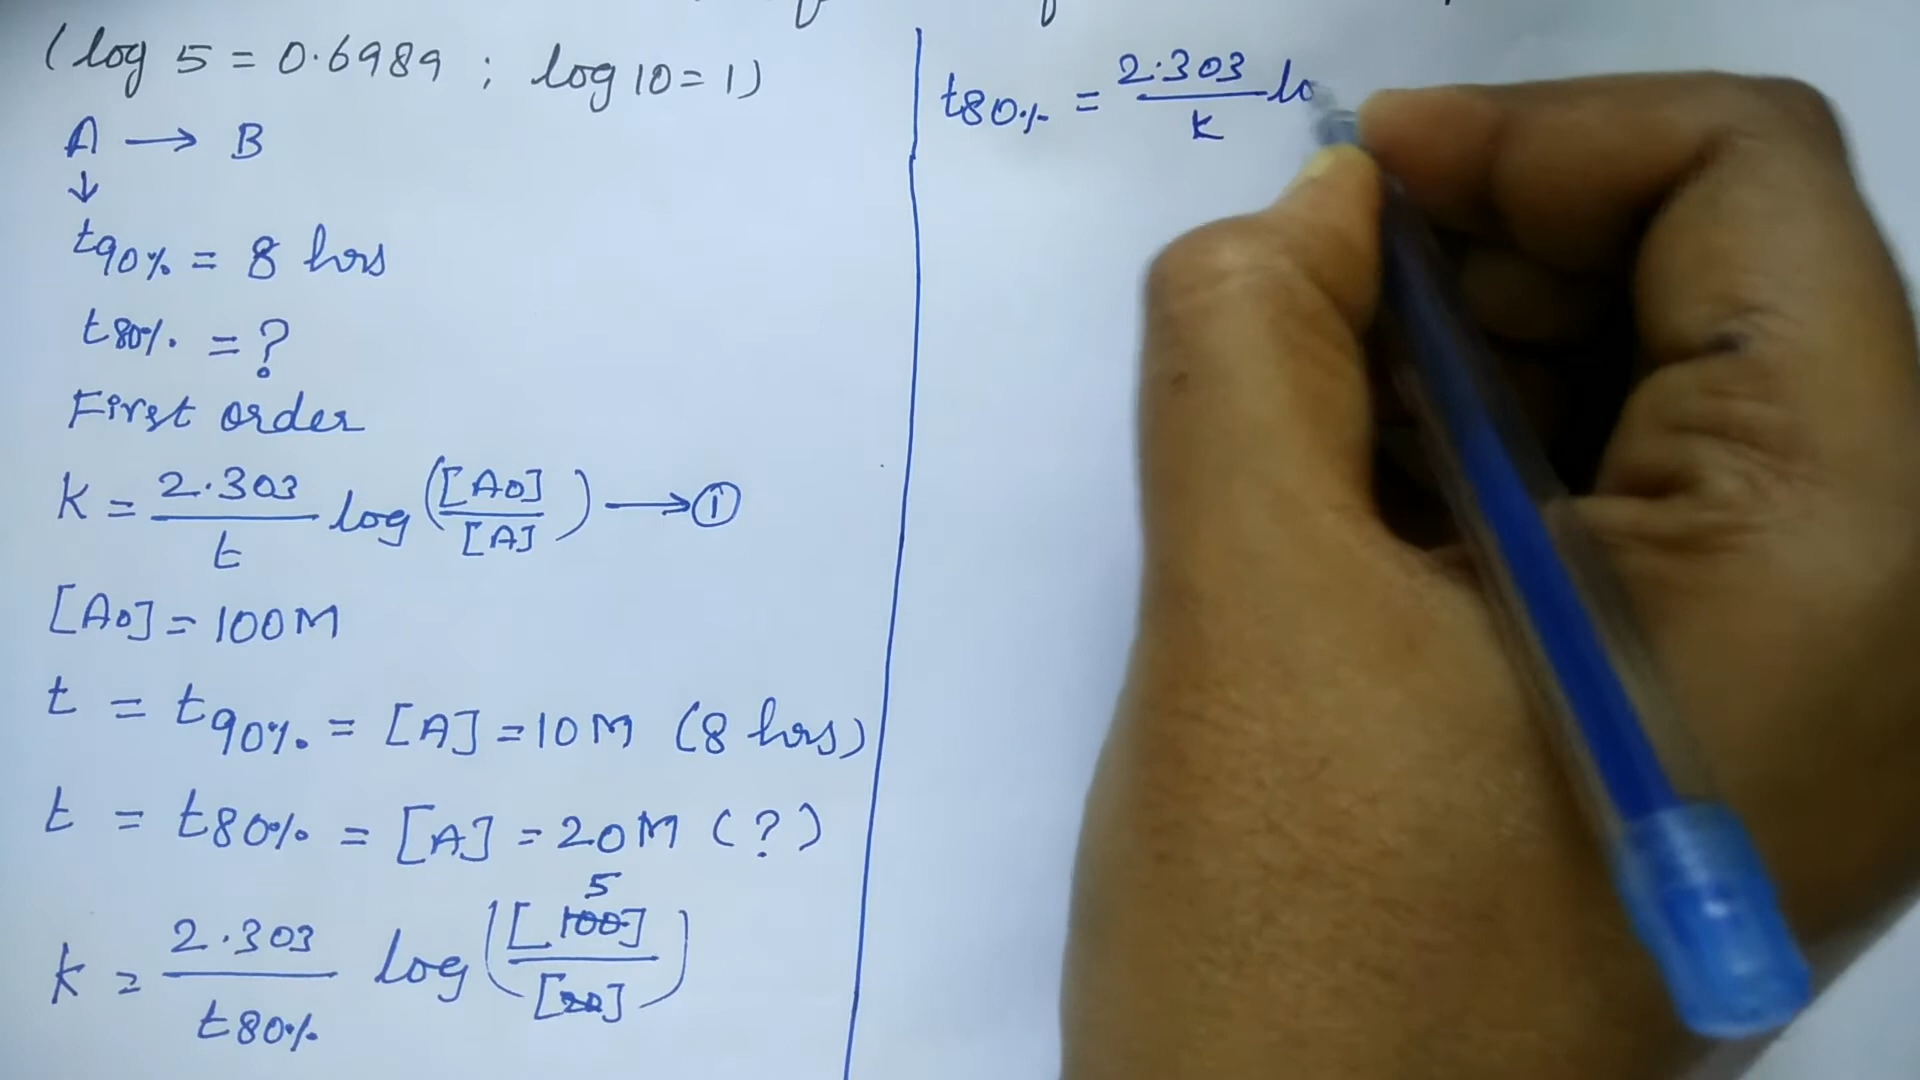 (log 5 = 0.6989 ; log 10 = 1)
A → B
↓
t90% = 8 hrs
t80% = ?
First order
k = 2.303/t log([A0]/[A]) → ①
[A0] = 100M
t = t90% = [A] = 10M (8 hrs)
t = t80% = [A] = 20M (?)
5
k = 2.303/t80% log([100]/[20])
t80% = 2.303/k lo